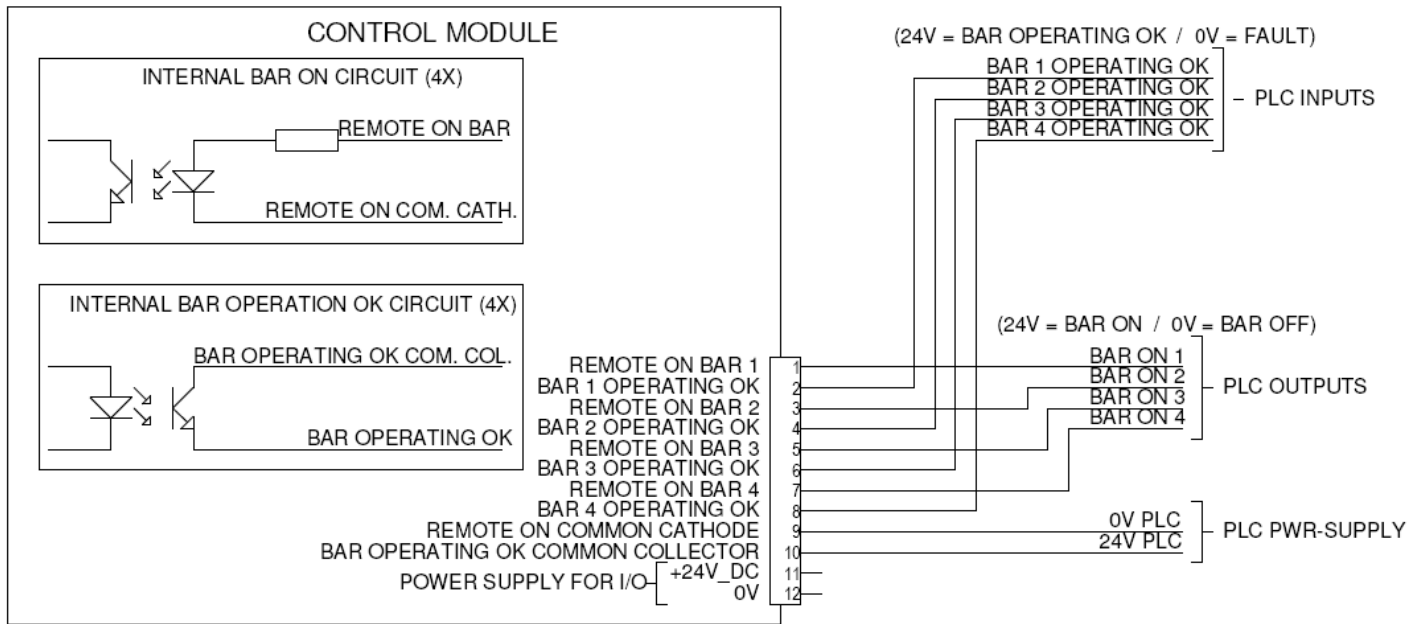 CONTROL MODULE
INTERNAL BAR ON CIRCUIT (4X)
REMOTE ON BAR
REMOTE ON COM. CATH.
INTERNAL BAR OPERATION OK CIRCUIT (4X)
BAR OPERATING OK COM. COL.
BAR OPERATING OK
(24V = BAR OPERATING OK / 0V = FAULT)
BAR 1 OPERATING OK
BAR 2 OPERATING OK
BAR 3 OPERATING OK
BAR 4 OPERATING OK
PLC INPUTS
(24V = BAR ON / 0V = BAR OFF)
BAR ON 1
BAR ON 2
BAR ON 3
BAR ON 4
PLC OUTPUTS
REMOTE ON BAR 1 1
BAR 1 OPERATING OK 2
REMOTE ON BAR 2 3
BAR 2 OPERATING OK 4
REMOTE ON BAR 3 5
BAR 3 OPERATING OK 6
REMOTE ON BAR 4 7
BAR 4 OPERATING OK 8
REMOTE ON COMMON CATHODE 9
BAR OPERATING OK COMMON COLLECTOR 10
POWER SUPPLY FOR I/O
+24V_DC 11
0V 12
0V PLC
24V PLC
PLC PWR-SUPPLY